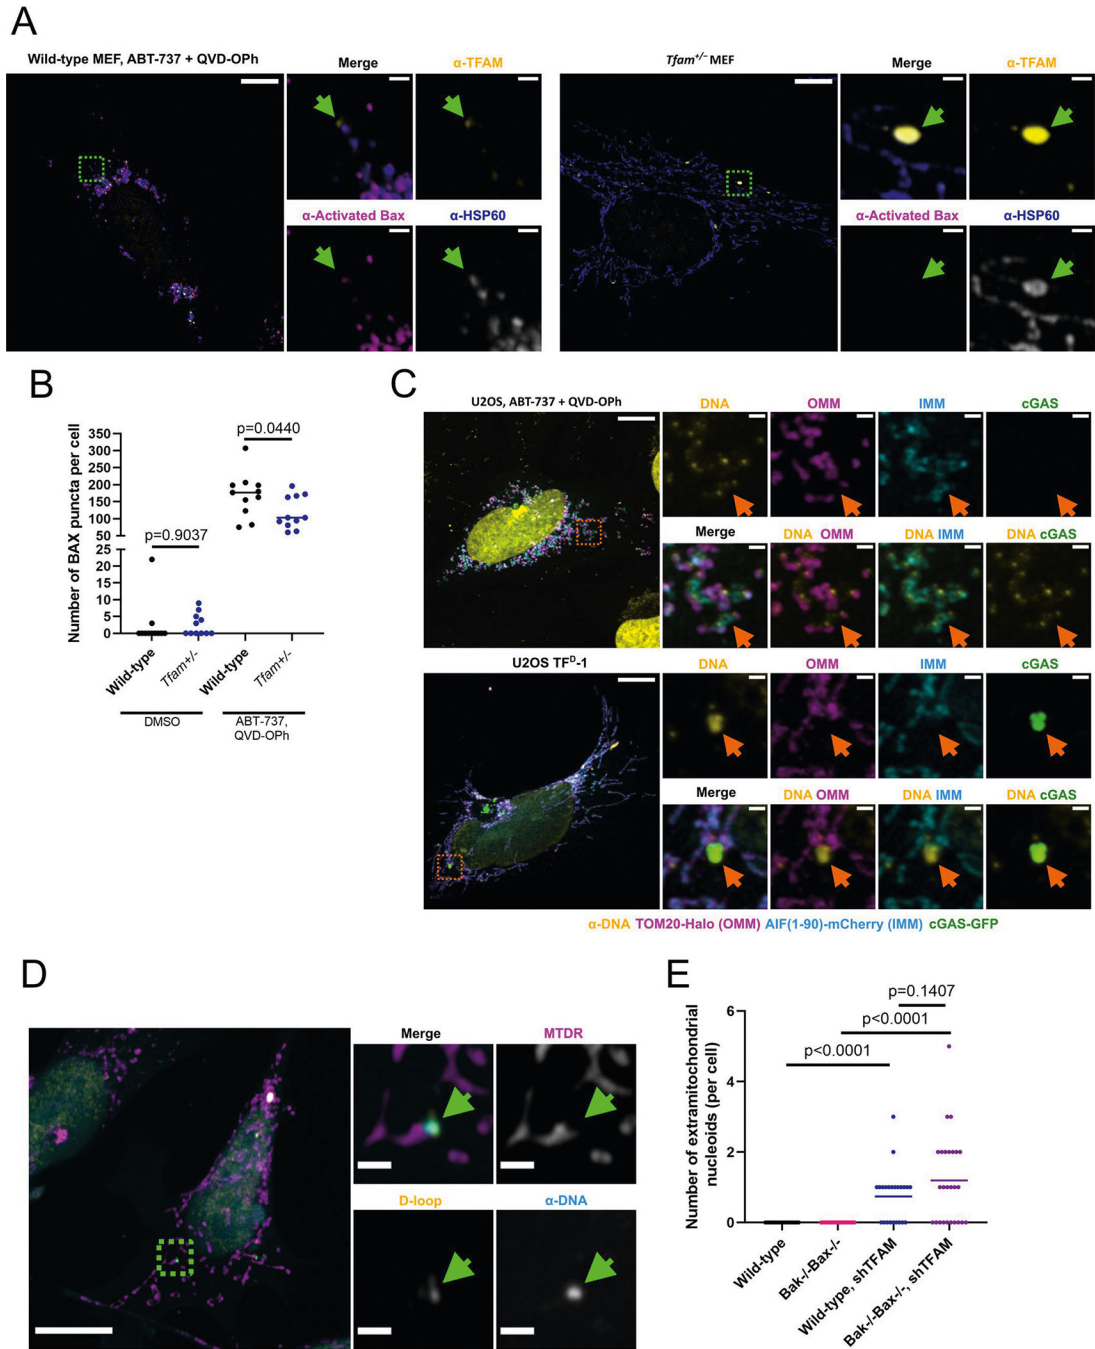 A
Wild-type MEF, ABT-737 + QVD-OPh
Merge
α-TFAM
Tfam+/- MEF
Merge
α-TFAM
α-Activated Bax
α-HSP60
α-Activated Bax
α-HSP60
B
Number of BAX puncta per cell
350
300
250
200
150
100
50
25
20
15
10
5
0
p=0.9037
p=0.0440
Wild-type
Tfam+/-
Wild-type
Tfam+/-
DMSO
ABT-737,
QVD-OPh
C
U2OS, ABT-737 + QVD-OPh
DNA
OMM
IMM
cGAS
Merge
DNA OMM
DNA IMM
DNA cGAS
U2OS TFD-1
DNA
OMM
IMM
cGAS
Merge
DNA OMM
DNA IMM
DNA cGAS
α-DNA TOM20-Halo (OMM) AIF(1-90)-mCherry (IMM) cGAS-GFP
D
Merge
MTDR
D-loop
α-DNA
E
Number of extramitochondrial
nucleoids (per cell)
6
4
2
0
p=0.1407
p<0.0001
p<0.0001
Wild-type
Bak-/-Bax-/-
Wild-type, shTFAM
Bak-/-Bax-/-, shTFAM